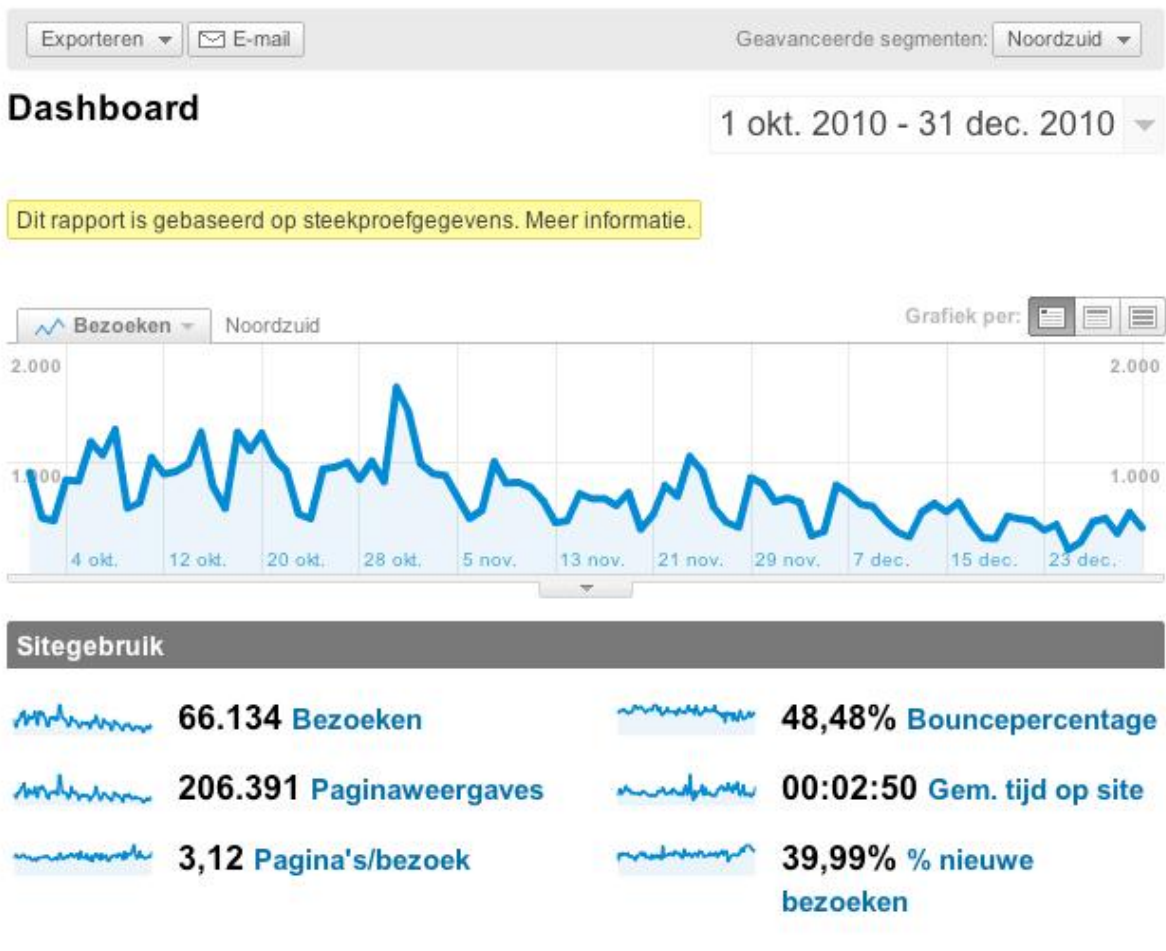 Exporteren E-mail Geavanceerde segmenten: Noordzuid
Dashboard
1 okt. 2010 - 31 dec. 2010
Dit rapport is gebaseerd op steekproefgegevens. Meer informatie.
Bezoeken Noordzuid Grafiek per:
2.000 2.000
1.000 1.000
4 okt. 12 okt. 20 okt. 28 okt. 5 nov. 13 nov. 21 nov. 29 nov. 7 dec. 15 dec. 23 dec.
Sitegebruik
66.134 Bezoeken
48,48% Bouncepercentage
206.391 Paginaweergaves
00:02:50 Gem. tijd op site
3,12 Pagina's/bezoek
39,99% % nieuwe
bezoeken